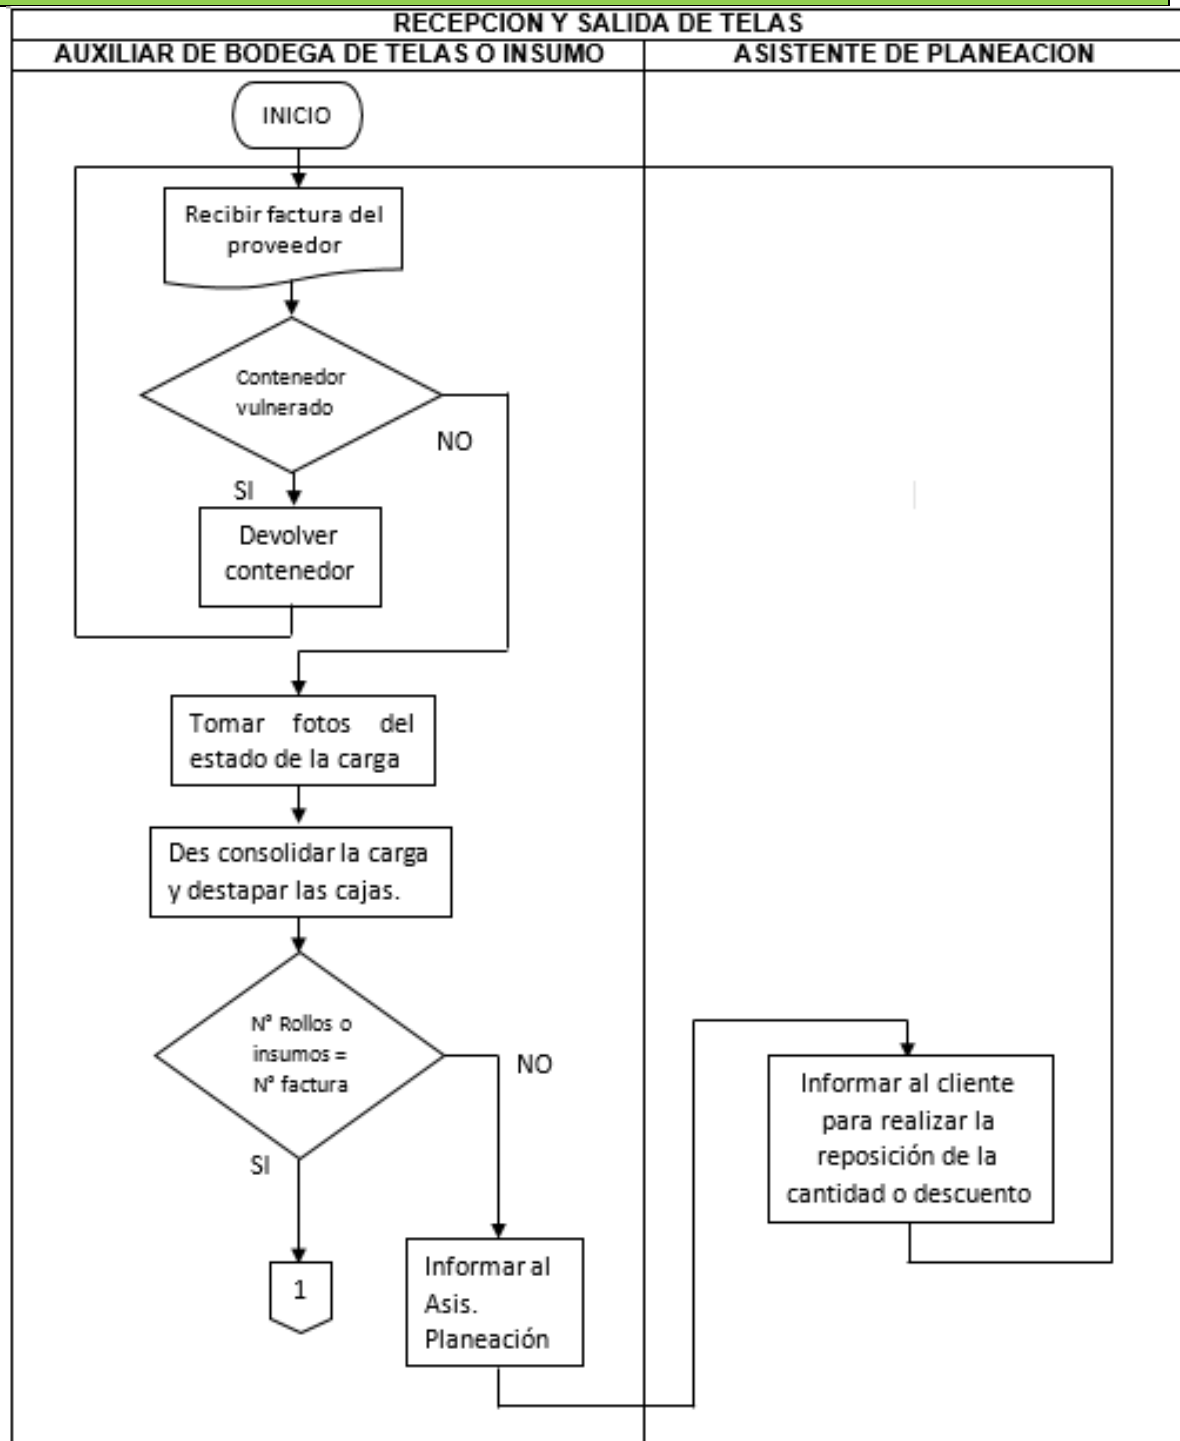 RECEPCION Y SALIDA DE TELAS
AUXILIAR DE BODEGA DE TELAS O INSUMO
ASISTENTE DE PLANEACION
INICIO
Recibir factura del
proveedor
Contenedor
vulnerado
NO
SI
Devolver
contenedor
Tomar fotos del
estado de la carga
Des consolidar la carga
y destapar las cajas.
N° Rollos o
insumos =
N° factura
NO
SI
1
Informar al
Asis.
Planeación
Informar al cliente
para realizar la
reposición de la
cantidad o descuento